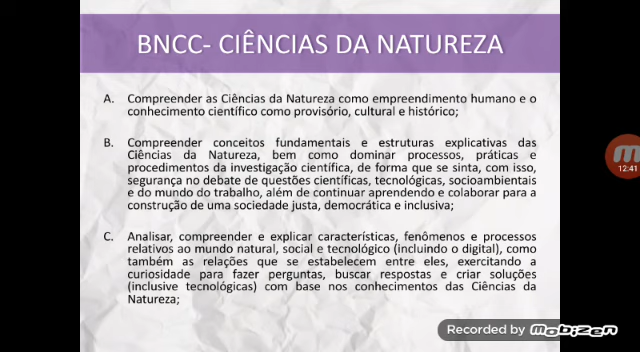 BNCC- CIÊNCIAS DA NATUREZA
A. Compreender as Ciências da Natureza como empreendimento humano e o
conhecimento científico como provisório, cultural e histórico;
B. Compreender conceitos fundamentais e estruturas explicativas das
Ciências da Natureza, bem como dominar processos, práticas e
procedimentos da investigação científica, de forma que se sinta, com isso,
segurança no debate de questões científicas, tecnológicas, socioambientais
e do mundo do trabalho, além de continuar aprendendo e colaborar para a
construção de uma sociedade justa, democrática e inclusiva;
C. Analisar, compreender e explicar características, fenômenos e processos
relativos ao mundo natural, social e tecnológico (incluindo o digital), como
também as relações que se estabelecem entre eles, exercitando a
curiosidade para fazer perguntas, buscar respostas e criar soluções
(inclusive tecnológicas) com base nos conhecimentos das Ciências da
Natureza;
12:41
Recorded by Mobizen